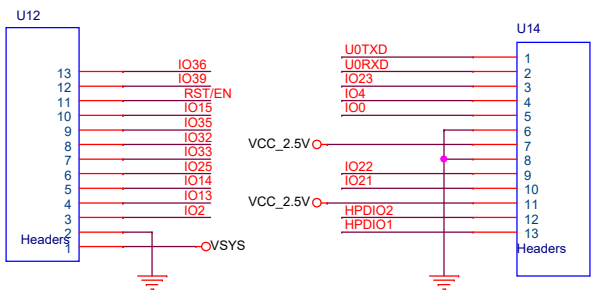 U12
13 IO36
12 IO39
11 RST/EN
10 IO15
9 IO35
8 IO32
7 IO33
6 IO25
5 IO14
4 IO13
3 IO2
2
1 VSYS
Headers
U14
U0TXD 1
U0RXD 2
IO23 3
IO4 4
IO0 5
6
VCC_2.5V 7
8
IO22 9
IO21 10
VCC_2.5V 11
HPDIO2 12
HPDIO1 13
Headers